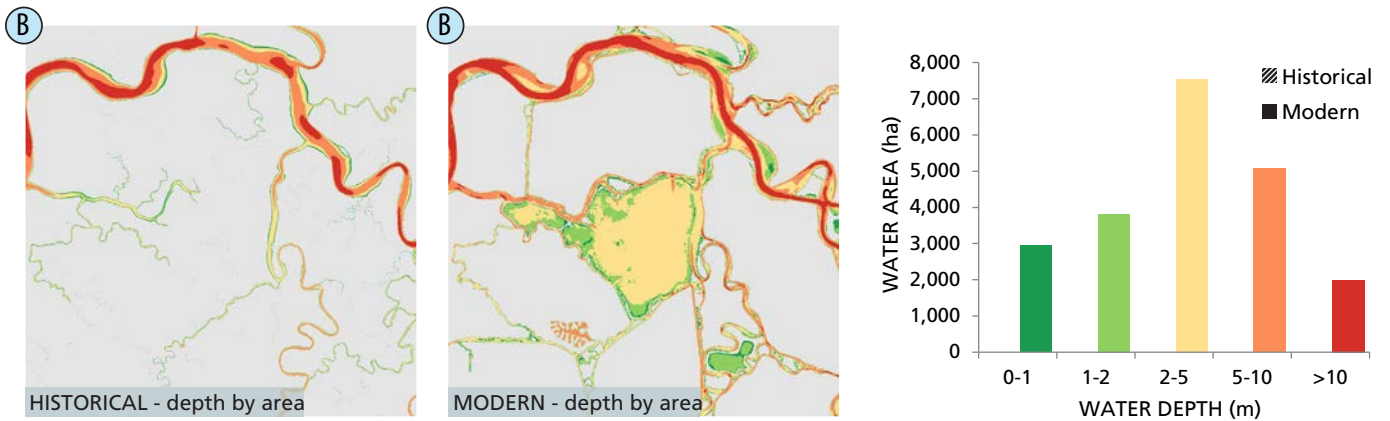 B
HISTORICAL - depth by area
B
MODERN - depth by area
WATER AREA (ha)
8,000
7,000
6,000
5,000
4,000
3,000
2,000
1,000
0
Historical
Modern
0-1 1-2 2-5 5-10 >10
WATER DEPTH (m)